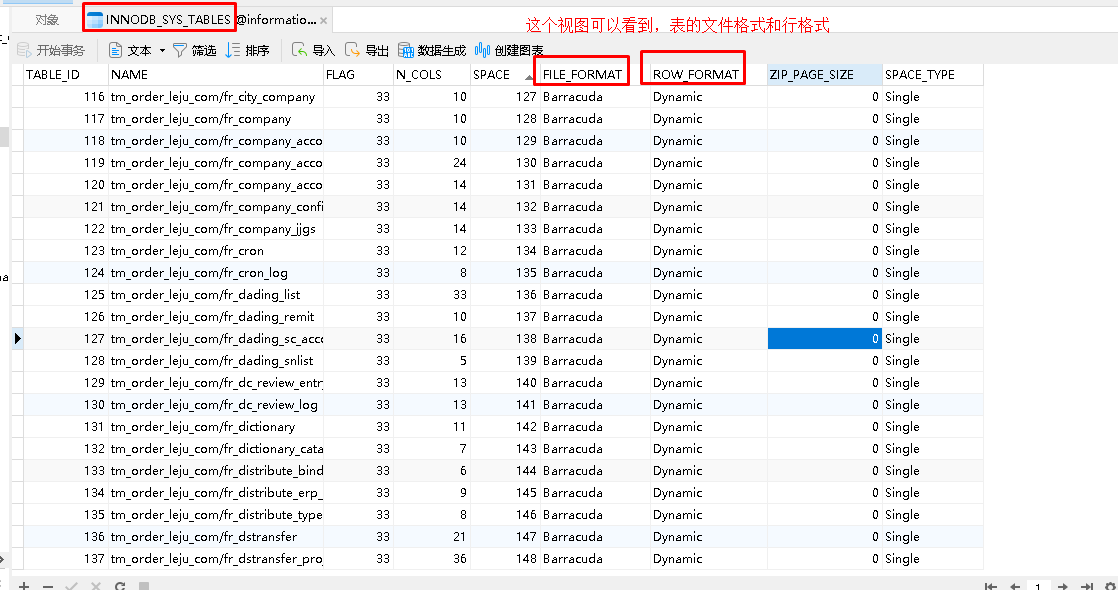 对象 INNODB_SYS_TABLES @informatio...
这个视图可以看到，表的文件格式和行格式
开始事务 文本 筛选 排序 导入 导出 数据生成 创建图表
TABLE_ID NAME FLAG N_COLS SPACE FILE_FORMAT ROW_FORMAT ZIP_PAGE_SIZE SPACE_TYPE
116 tm_order_leju_com/fr_city_company 33 10 127 Barracuda Dynamic 0 Single
117 tm_order_leju_com/fr_company 33 10 128 Barracuda Dynamic 0 Single
118 tm_order_leju_com/fr_company_acco 33 10 129 Barracuda Dynamic 0 Single
119 tm_order_leju_com/fr_company_acco 33 24 130 Barracuda Dynamic 0 Single
120 tm_order_leju_com/fr_company_acco 33 14 131 Barracuda Dynamic 0 Single
121 tm_order_leju_com/fr_company_confi 33 14 132 Barracuda Dynamic 0 Single
122 tm_order_leju_com/fr_company_jjgs 33 14 133 Barracuda Dynamic 0 Single
123 tm_order_leju_com/fr_cron 33 12 134 Barracuda Dynamic 0 Single
124 tm_order_leju_com/fr_cron_log 33 8 135 Barracuda Dynamic 0 Single
125 tm_order_leju_com/fr_dading_list 33 33 136 Barracuda Dynamic 0 Single
126 tm_order_leju_com/fr_dading_remit 33 10 137 Barracuda Dynamic 0 Single
127 tm_order_leju_com/fr_dading_sc_acco 33 16 138 Barracuda Dynamic 0 Single
128 tm_order_leju_com/fr_dading_snlist 33 5 139 Barracuda Dynamic 0 Single
129 tm_order_leju_com/fr_dc_review_entr 33 13 140 Barracuda Dynamic 0 Single
130 tm_order_leju_com/fr_dc_review_log 33 13 141 Barracuda Dynamic 0 Single
131 tm_order_leju_com/fr_dictionary 33 11 142 Barracuda Dynamic 0 Single
132 tm_order_leju_com/fr_dictionary_cata 33 7 143 Barracuda Dynamic 0 Single
133 tm_order_leju_com/fr_distribute_bind 33 6 144 Barracuda Dynamic 0 Single
134 tm_order_leju_com/fr_distribute_erp_ 33 9 145 Barracuda Dynamic 0 Single
135 tm_order_leju_com/fr_distribute_type 33 8 146 Barracuda Dynamic 0 Single
136 tm_order_leju_com/fr_dstransfer 33 21 147 Barracuda Dynamic 0 Single
137 tm_order_leju_com/fr_dstransfer_pro 33 36 148 Barracuda Dynamic 0 Single
1